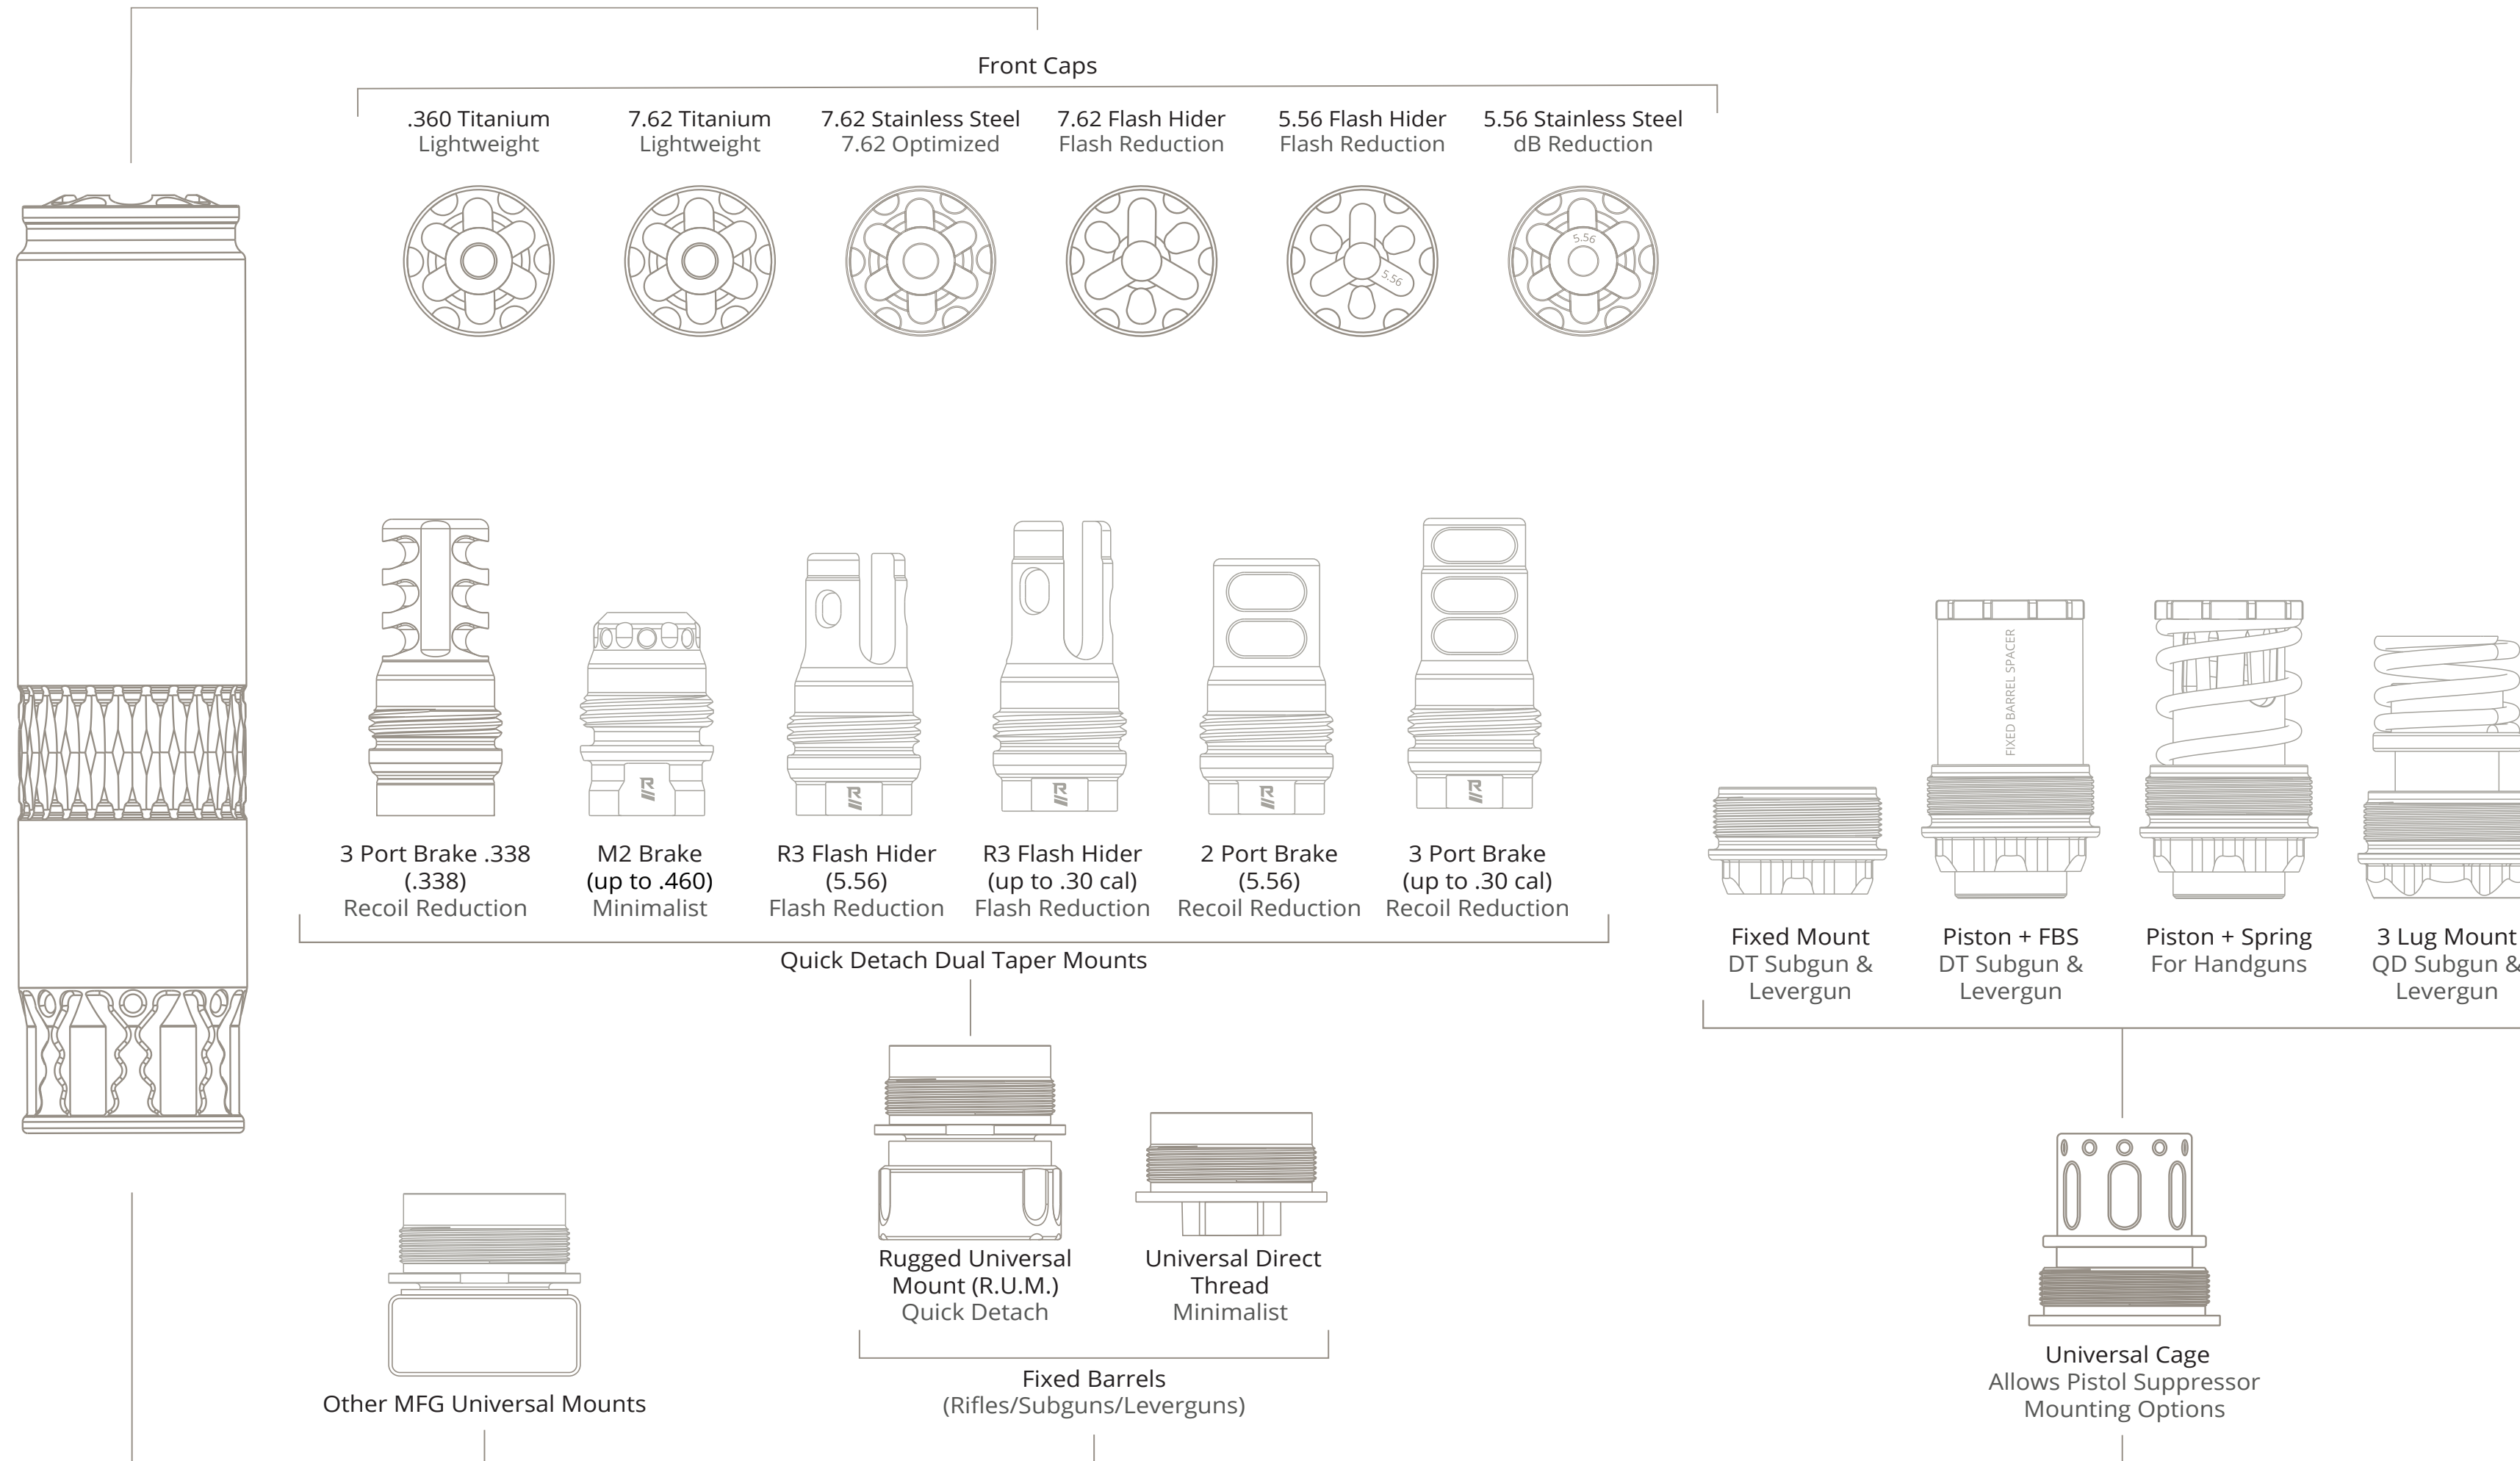 Front Caps
.360 Titanium
Lightweight
7.62 Titanium
Lightweight
7.62 Stainless Steel
7.62 Optimized
7.62 Flash Hider
Flash Reduction
5.56 Flash Hider
Flash Reduction
5.56 Stainless Steel
dB Reduction
5.56
5.56
FIXED BARREL SPACER
3 Port Brake .338
(.338)
Recoil Reduction
M2 Brake
(up to .460)
Minimalist
R3 Flash Hider
(5.56)
Flash Reduction
R3 Flash Hider
(up to .30 cal)
Flash Reduction
2 Port Brake
(5.56)
Recoil Reduction
3 Port Brake
(up to .30 cal)
Recoil Reduction
Quick Detach Dual Taper Mounts
Fixed Mount
DT Subgun &
Levergun
Piston + FBS
DT Subgun &
Levergun
Piston + Spring
For Handguns
3 Lug Mount
QD Subgun &
Levergun
Rugged Universal
Mount (R.U.M.)
Quick Detach
Universal Direct
Thread
Minimalist
Fixed Barrels
(Rifles/Subguns/Leverguns)
Other MFG Universal Mounts
Universal Cage
Allows Pistol Suppressor
Mounting Options